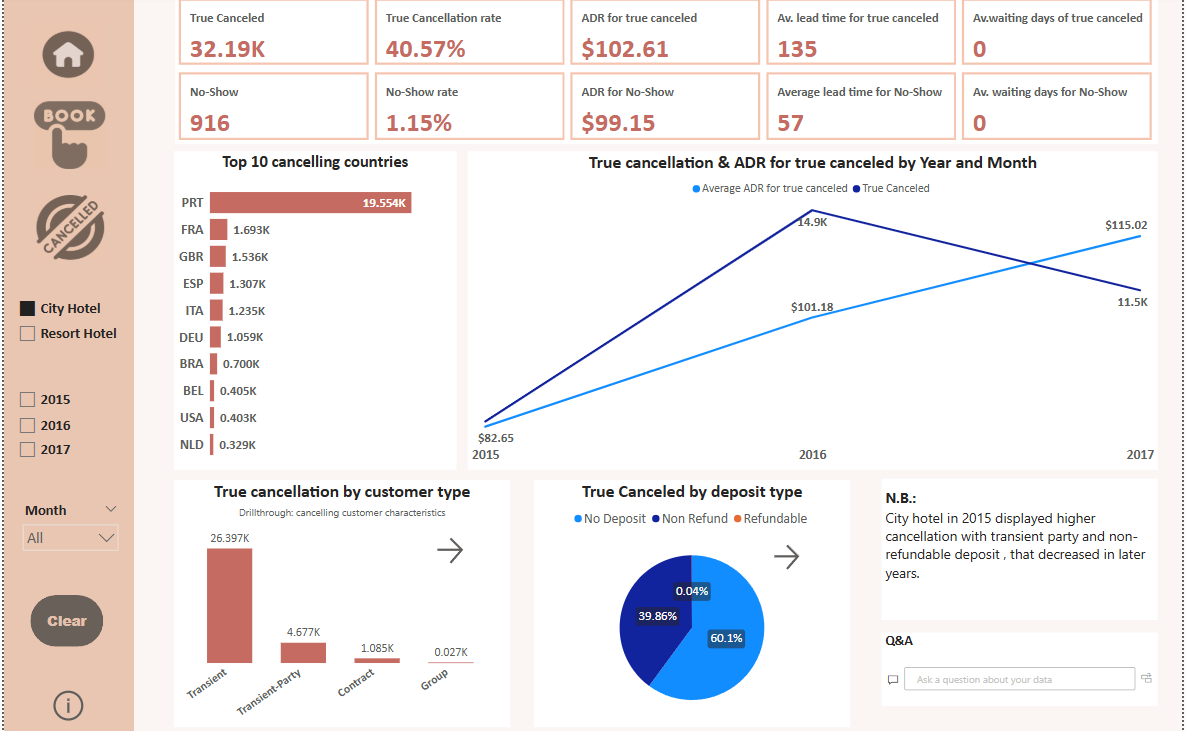 True Canceled
32.19K
True Cancellation rate
40.57%
ADR for true canceled
$102.61
Av. lead time for true canceled
135
Av.waiting days of true canceled
0
No-Show
916
No-Show rate
1.15%
ADR for No-Show
$99.15
Average lead time for No-Show
57
Av. waiting days for No-Show
0
BOOK
CANCELLED
City Hotel
Resort Hotel
2015
2016
2017
Month
All
Clear
i
Top 10 cancelling countries
PRT 19.554K
FRA 1.693K
GBR 1.536K
ESP 1.307K
ITA 1.235K
DEU 1.059K
BRA 0.700K
BEL 0.405K
USA 0.403K
NLD 0.329K
True cancellation & ADR for true canceled by Year and Month
Average ADR for true canceled True Canceled
14.9K
$115.02
$101.18
11.5K
$82.65
2015 2016 2017
True cancellation by customer type
Drillthrough: cancelling customer characteristics
26.397K
4.677K
1.085K
0.027K
Transient
Transient-Party
Contract
Group
True Canceled by deposit type
No Deposit Non Refund Refundable
0.04%
39.86%
60.1%
N.B.:
City hotel in 2015 displayed higher
cancellation with transient party and non-
refundable deposit , that decreased in later
years.
Q&A
Ask a question about your data